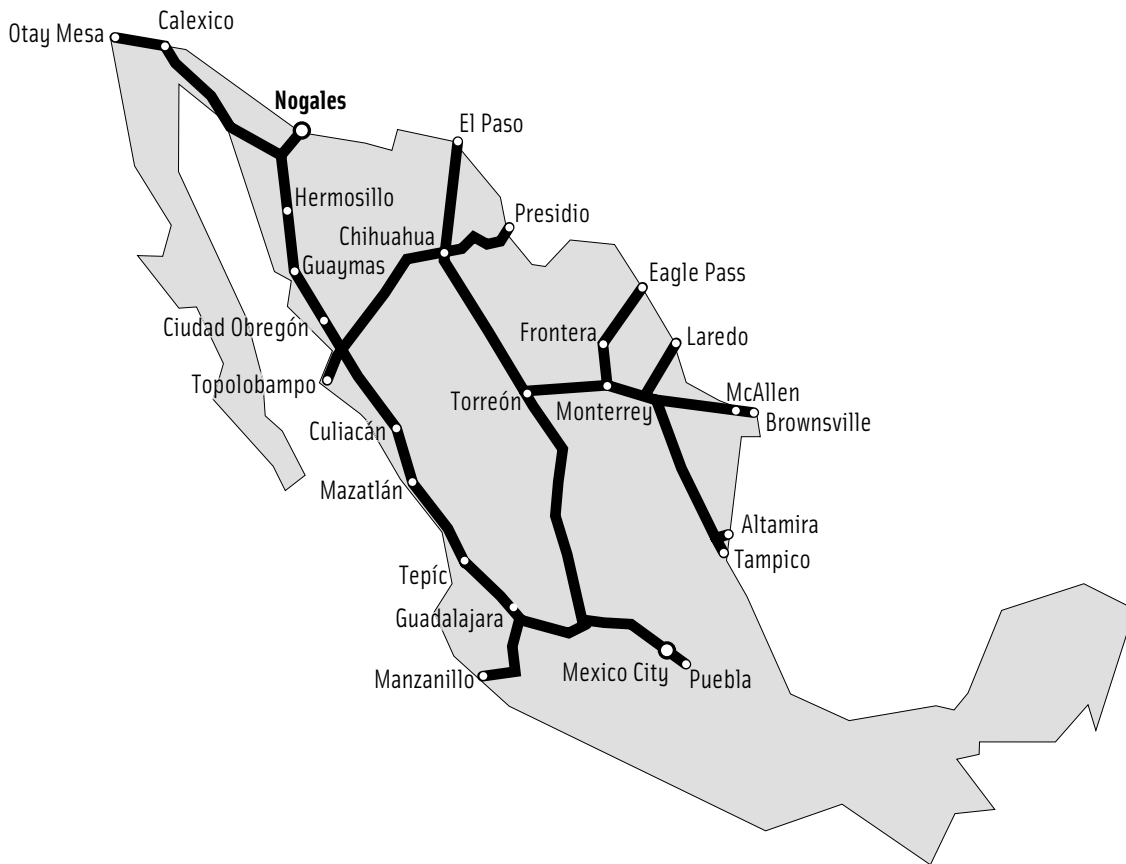 Calexico
Otay Mesa
Nogales
El Paso
Hermosillo
Presidio
Chihuahua
Guaymas
Eagle Pass
Ciudad Obregón
Frontera
Laredo
Topolobampo
McAllen
Torreón
Monterrey
Brownsville
Culiacán
Mazatlán
Altamira
Tampico
Tepíc
Guadalajara
Mexico City
Manzanillo
Puebla